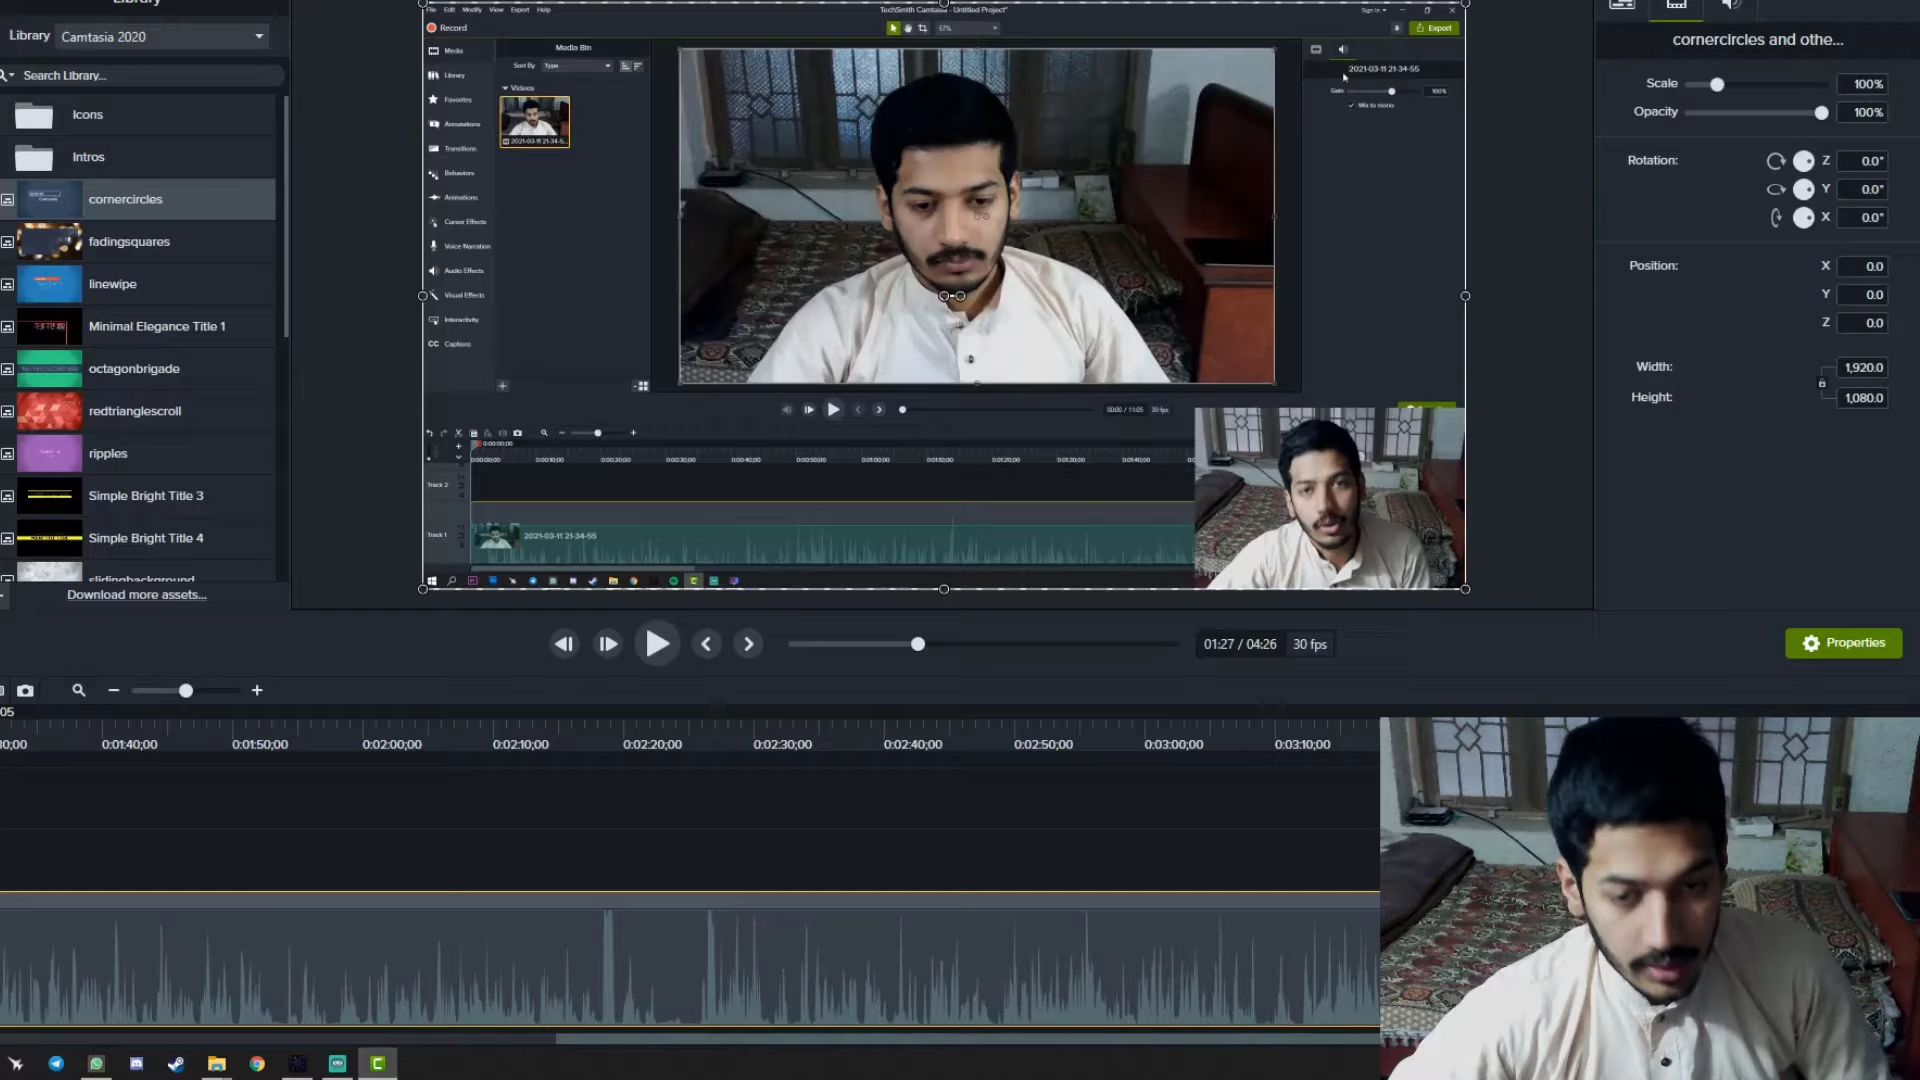 Library
Library Camtasia 2020
Search Library...
Icons
Intros
cornercircles
fadingsquares
linewipe
Minimal Elegance Title 1
octagonbrigade
redtrianglescroll
ripples
Simple Bright Title 3
Simple Bright Title 4
slidingbackground
Download more assets...
File Edit Modify View Export Help
TechSmith Camtasia - Untitled Project*
Sign In
Record
57%
Export
Media
Library
Favorites
Annotations
Transitions
Behaviors
Animations
Cursor Effects
Voice Narration
Audio Effects
Visual Effects
Interactivity
CC Captions
Media Bin
Sort By Type
Videos
2021-03-11 21-34-5...
2021-03-11 21-34-55
Gain 100%
Mix to mono
00:00 / 11:05 30 fps
0:00:00;00
0:00:00;00 0:00:10;00 0:00:20;00 0:00:30;00 0:00:40;00 0:00:50;00 0:01:00;00 0:01:10;00 0:01:20;00 0:01:30;00 0:01:40;00
Track 2
Track 1
2021-03-11 21-34-55
cornercircles and othe...
Scale 100%
Opacity 100%
Rotation: Z 0.0°
Y 0.0°
X 0.0°
Position: X 0.0
Y 0.0
Z 0.0
Width: 1,920.0
Height: 1,080.0
01:27 / 04:26 30 fps
Properties
05
30;00 0:01:40;00 0:01:50;00 0:02:00;00 0:02:10;00 0:02:20;00 0:02:30;00 0:02:40;00 0:02:50;00 0:03:00;00 0:03:10;00